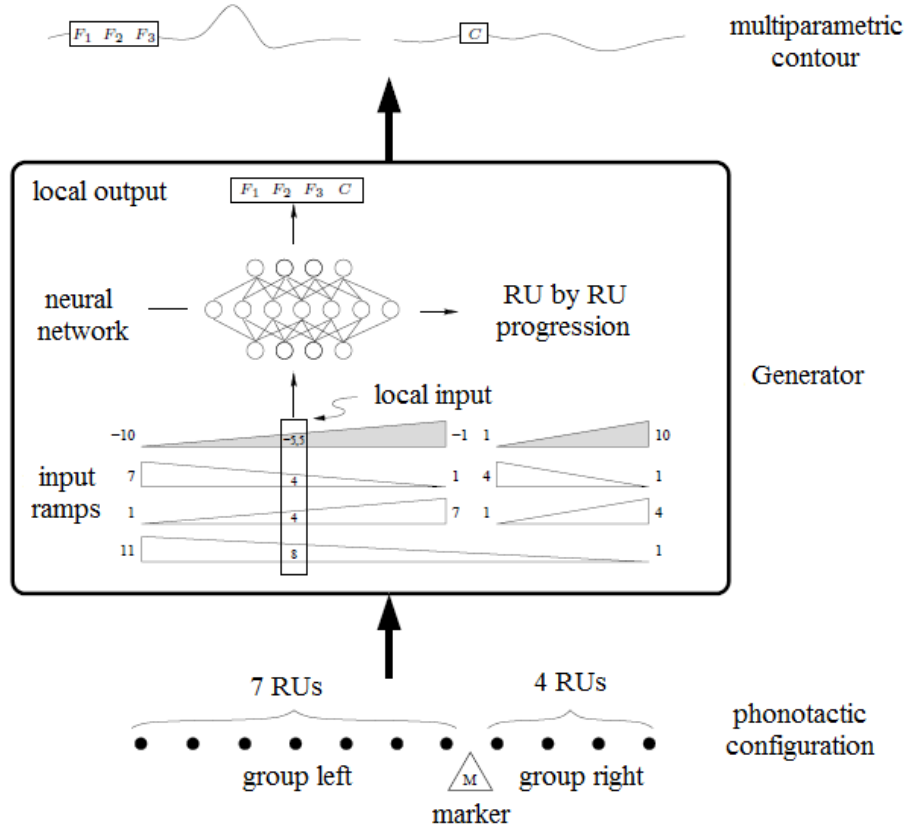 F1 F2 F3
C
multiparametric
contour
local output
F1 F2 F3 C
neural
network
RU by RU
progression
Generator
local input
−10 −5,5 −1 1 10
input
ramps
7 4 1 4 1
1 4 7 1 4
11 8 1
7 RUs
4 RUs
phonotactic
configuration
group left
M
group right
marker